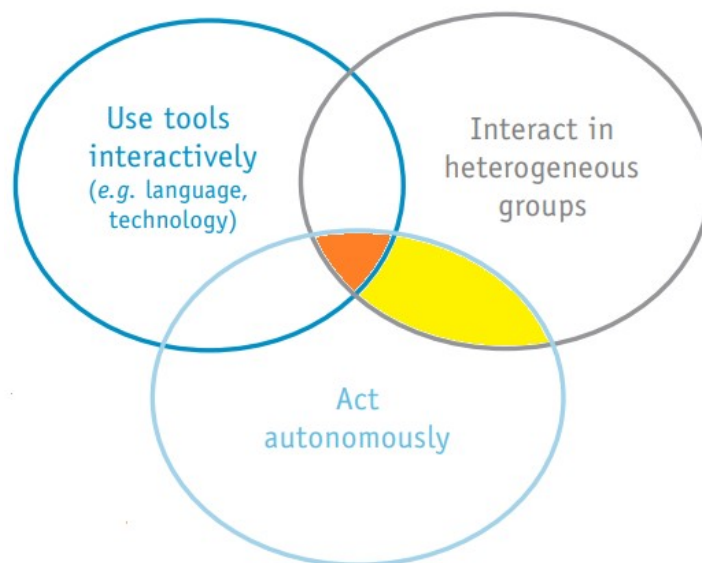 Use tools
interactively
(e.g. language,
technology)
Interact in
heterogeneous
groups
Act
autonomously